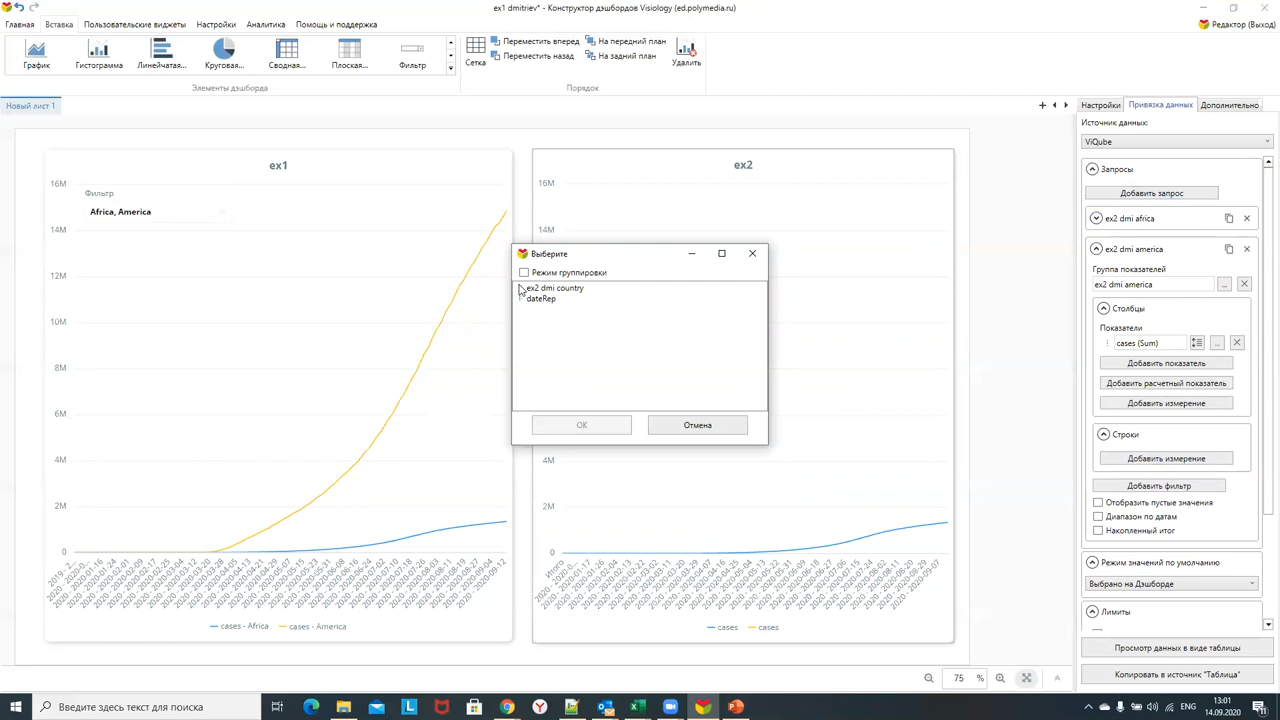 ex1 dmitriev* - Конструктор дэшбордов Visiology (ed.polymedia.ru)
Главная Вставка Пользовательские виджеты Настройки Аналитика Помощь и поддержка
Редактор (Выход)
График Гистограмма Линейчатая... Круговая... Сводная... Плоская... Фильтр
Сетка
Переместить вперед На передний план
Переместить назад На задний план
Удалить
Элементы дэшборда Порядок
Новый лист 1
ex1
16M
Фильтр
Africa, America
14M
12M
10M
8M
6M
4M
2M
0
cases - Africa cases - America
ex2
16M
14M
4M
2M
0
cases cases
Выберите
Режим группировки
ex2 dmi country
dateRep
ОК Отмена
Настройки Привязка данных Дополнительно
Источник данных:
ViQube
Запросы
Добавить запрос
ex2 dmi africa
ex2 dmi america
Группа показателей
ex2 dmi america ...
Столбцы
Показатели
cases (Sum) ...
Добавить показатель
Добавить расчетный показатель
Добавить измерение
Строки
Добавить измерение
Добавить фильтр
Отобразить пустые значения
Диапазон по датам
Накопленный итог
Режим значений по умолчанию
Выбрано на Дэшборде
Лимиты
Просмотр данных в виде таблицы
Копировать в источник "Таблица"
75 %
Введите здесь текст для поиска
ENG
13:01
14.09.2020